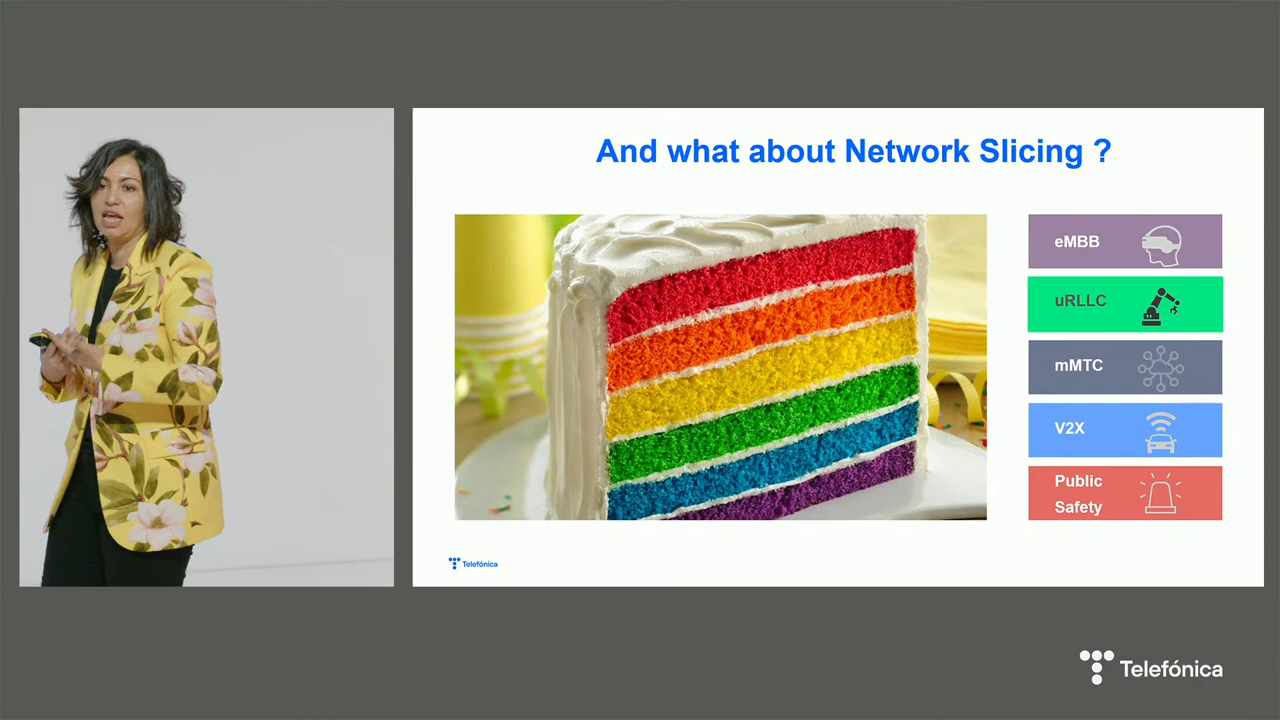 And what about Network Slicing ?
eMBB
uRLLC
mMTC
V2X
Public
Safety
Telefónica
Telefónica